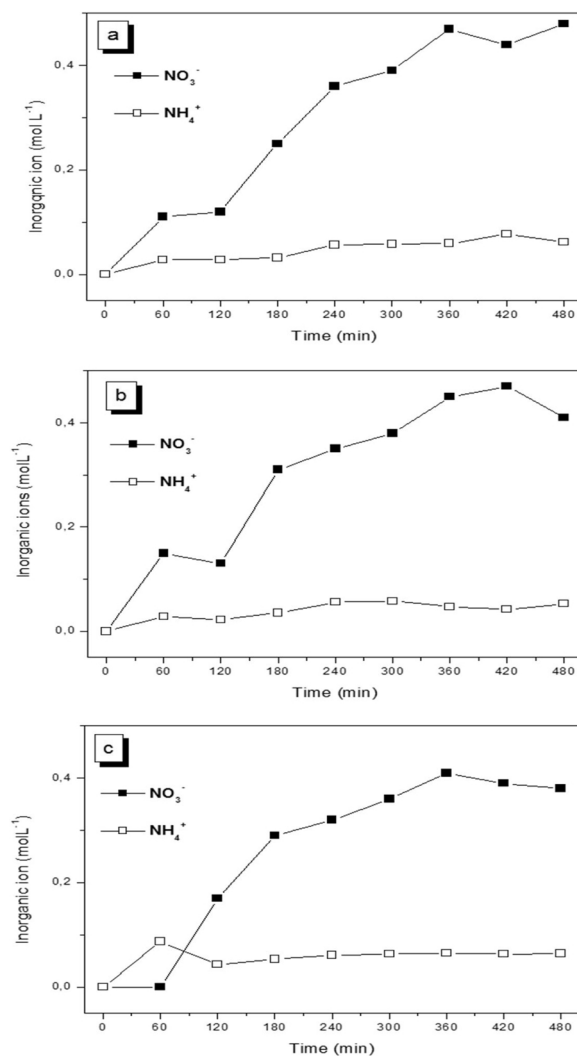 a
NO₃⁻
NH₄⁺
Inorgqnic ion (mol L⁻¹)
0,4
0,2
0,0
0 60 120 180 240 300 360 420 480
Time (min)
b
NO₃⁻
NH₄⁺
Inorganic ions (molL⁻¹)
0,4
0,2
0,0
0 60 120 180 240 300 360 420 480
Time (min)
c
NO₃⁻
NH₄⁺
Inorganic ion (molL⁻¹)
0,4
0,2
0,0
0 60 120 180 240 300 360 420 480
Time (min)